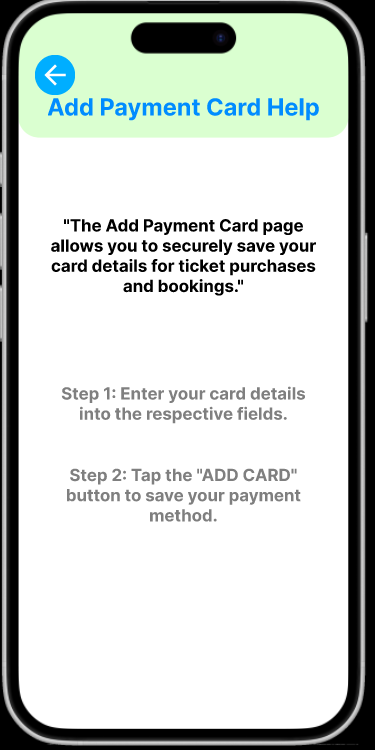 Add Payment Card Help
"The Add Payment Card page
allows you to securely save your
card details for ticket purchases
and bookings."
Step 1: Enter your card details
into the respective fields.
Step 2: Tap the "ADD CARD"
button to save your payment
method.